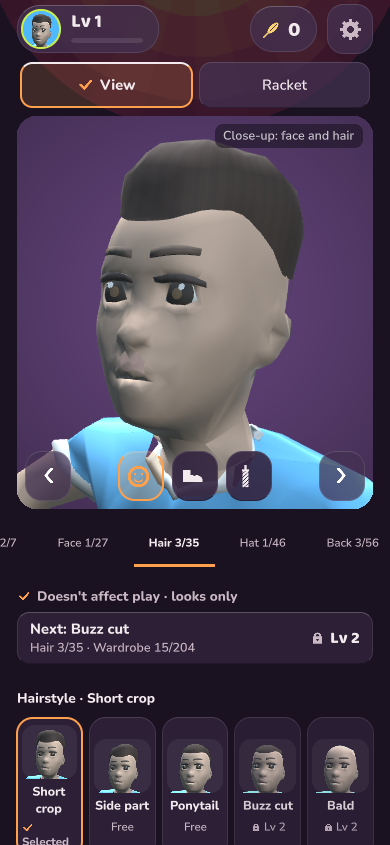 Lv 1
0
View
Racket
Close-up: face and hair
2/7
Face 1/27
Hair 3/35
Hat 1/46
Back 3/56
Doesn't affect play · looks only
Next: Buzz cut
Hair 3/35 · Wardrobe 15/204
Lv 2
Hairstyle · Short crop
Short
crop
Selected
Side part
Free
Ponytail
Free
Buzz cut
Lv 2
Bald
Lv 2